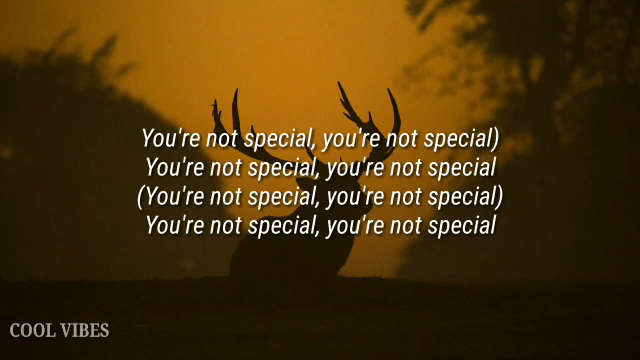 You're not special, you're not special)
You're not special, you're not special
(You're not special, you're not special)
You're not special, you're not special
COOL VIBES